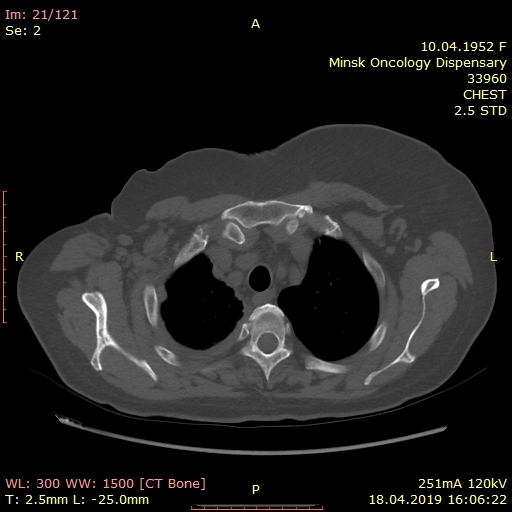 Im: 21/121
Se: 2
A
10.04.1952 F
Minsk Oncology Dispensary
33960
CHEST
2.5 STD
R
L
WL: 300 WW: 1500 [CT Bone]
T: 2.5mm L: -25.0mm
P
251mA 120kV
18.04.2019 16:06:22